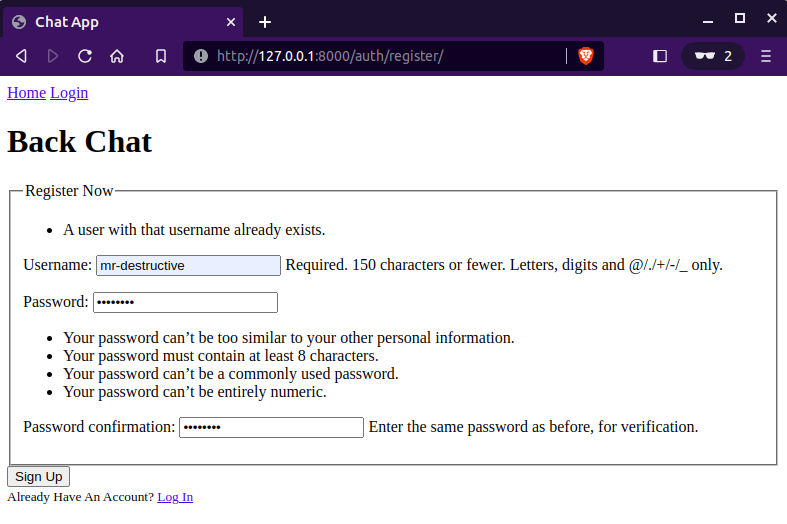 Chat App
http://127.0.0.1:8000/auth/register/
2
Home Login
Back Chat
Register Now
A user with that username already exists.
Username: mr-destructive Required. 150 characters or fewer. Letters, digits and @/./+/-/_ only.
Password: ••••••••
Your password can’t be too similar to your other personal information.
Your password must contain at least 8 characters.
Your password can’t be a commonly used password.
Your password can’t be entirely numeric.
Password confirmation: •••••••• Enter the same password as before, for verification.
Sign Up
Already Have An Account? Log In